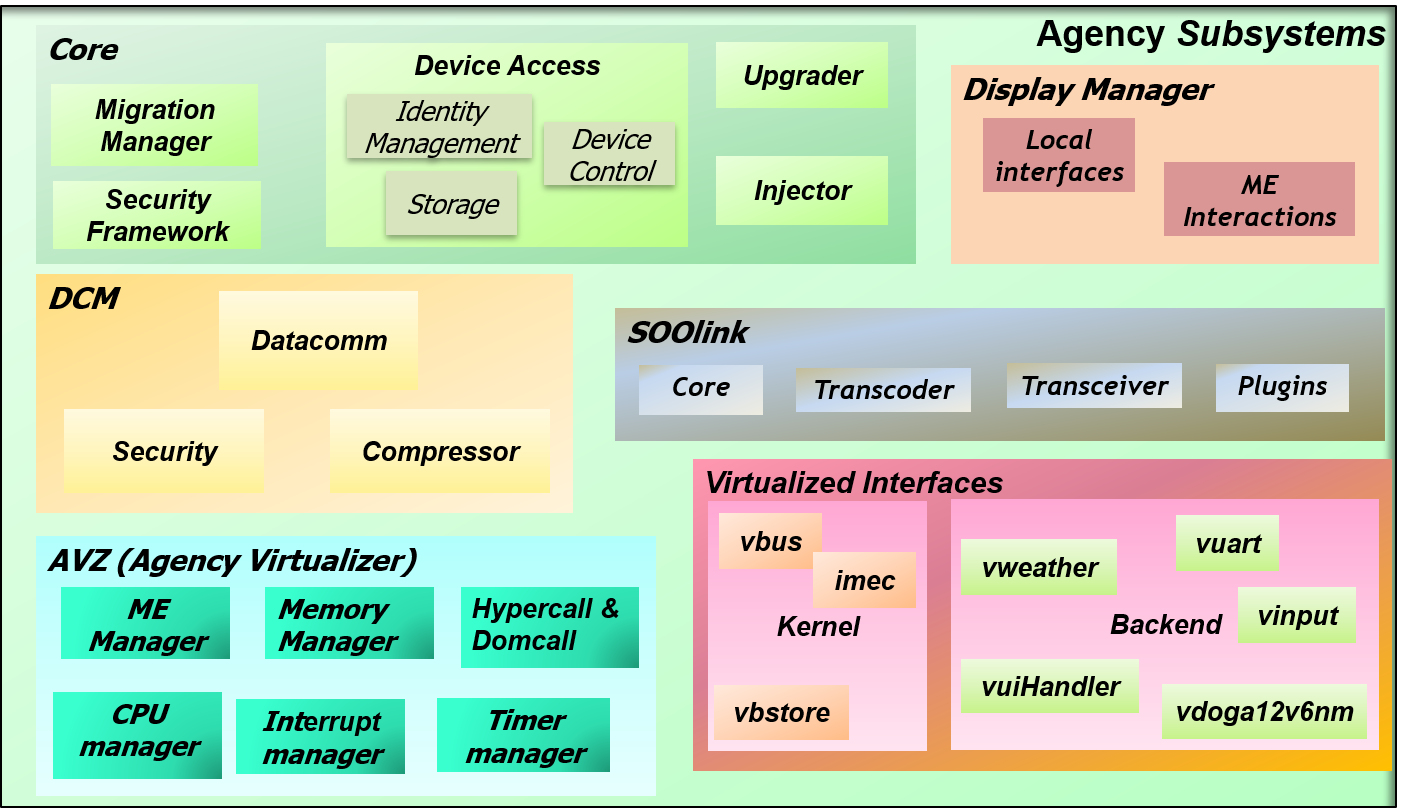 Agency Subsystems
Core
Migration
Manager
Security
Framework
Device Access
Identity
Management
Device
Control
Storage
Upgrader
Injector
Display Manager
Local
interfaces
ME
Interactions
DCM
Datacomm
Security
Compressor
SOOlink
Core
Transcoder
Transceiver
Plugins
AVZ (Agency Virtualizer)
ME
Manager
Memory
Manager
Hypercall &
Domcall
CPU
manager
Interrupt
manager
Timer
manager
Virtualized Interfaces
vbus
imec
Kernel
vbstore
vweather
vuart
Backend
vinput
vuiHandler
vdoga12v6nm